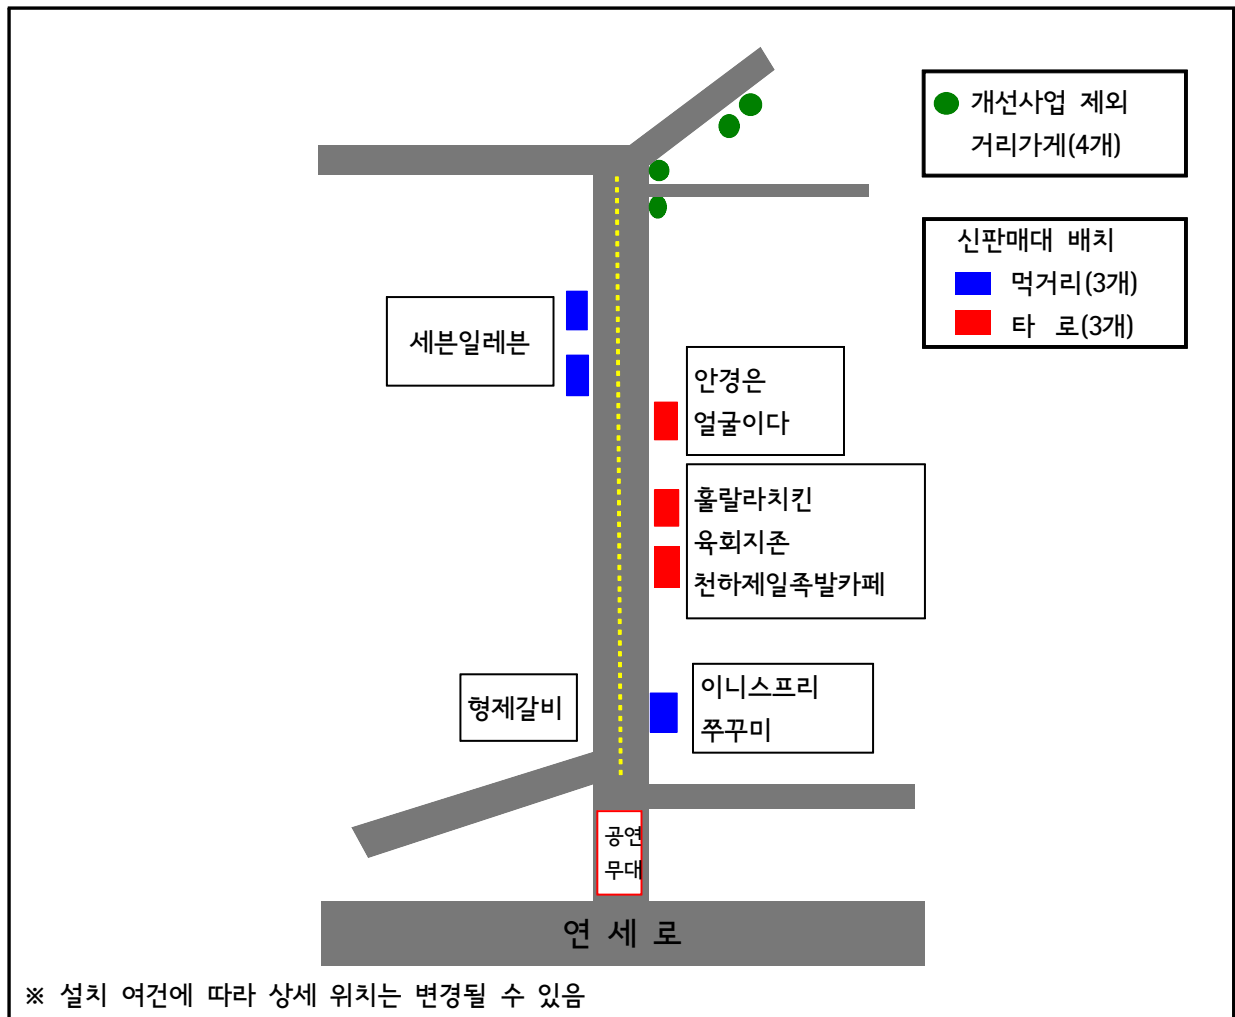 개선사업 제외
거리가게(4개)
신판매대 배치
먹거리(3개)
타 로(3개)
세븐일레븐
안경은
얼굴이다
훌랄라치킨
육회지존
천하제일족발카페
형제갈비
이니스프리
쭈꾸미
공연
무대
연 세 로
※ 설치 여건에 따라 상세 위치는 변경될 수 있음